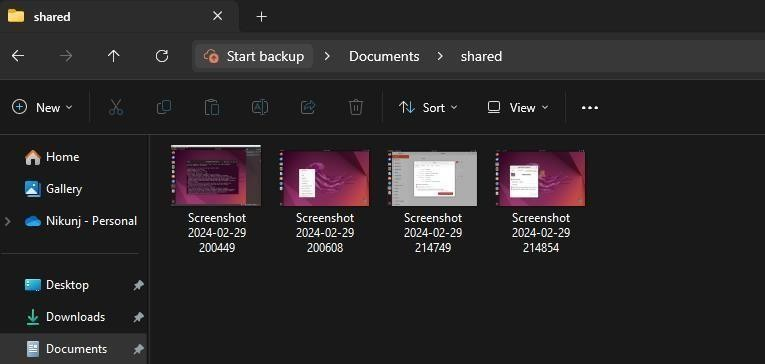 shared
Start backup
Documents
shared
New
Sort
View
Home
Gallery
Nikunj - Personal
Desktop
Downloads
Documents
Screenshot
2024-02-29
200449
Screenshot
2024-02-29
200608
Screenshot
2024-02-29
214749
Screenshot
2024-02-29
214854